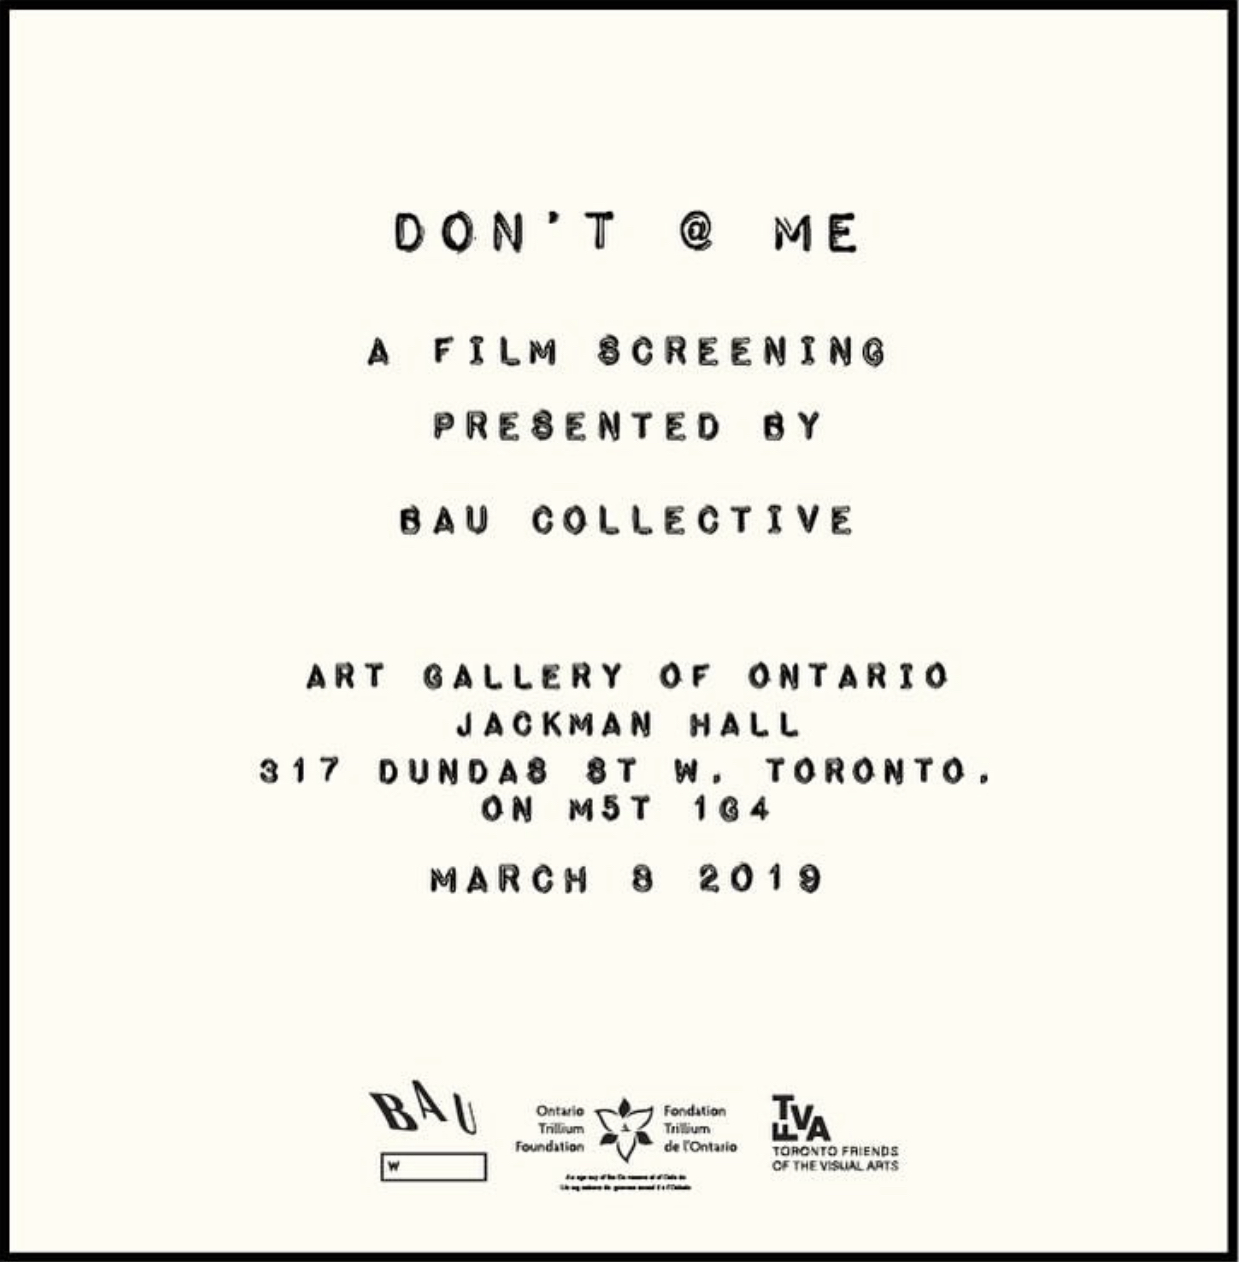 DON'T @ ME
A FILM SCREENING
PRESENTED BY
BAU COLLECTIVE
ART GALLERY OF ONTARIO
JACKMAN HALL
317 DUNDAS ST W. TORONTO.
ON M5T 1G4
MARCH 8 2019
BAU
W
Ontario
Trillium
Foundation
Fondation
Trillium
de l'Ontario
TFVA
TORONTO FRIENDS
OF THE VISUAL ARTS